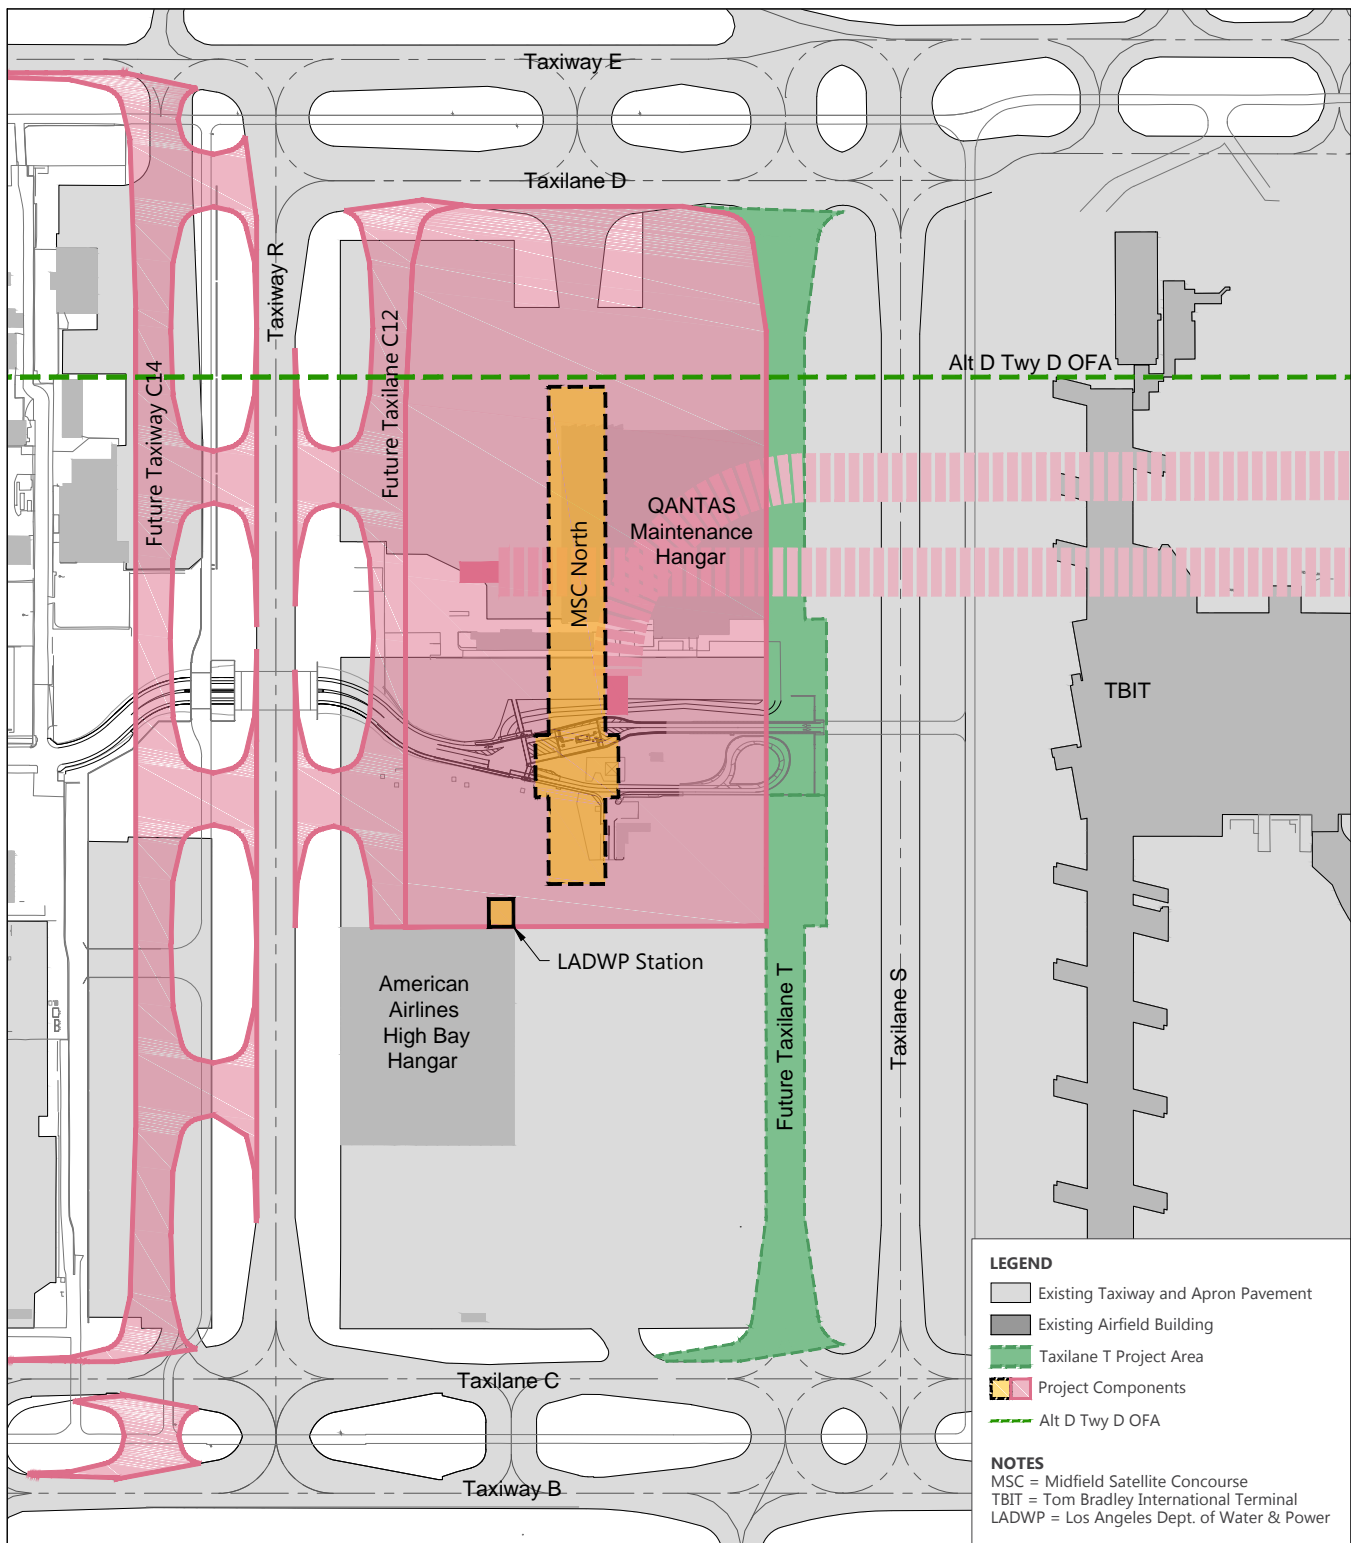 Taxiway E
Taxilane D
Taxiway R
Future Taxilane C12
Future Taxiway C14
Alt D Twy D OFA
QANTAS
Maintenance
Hangar
MSC North
TBIT
LADWP Station
American
Airlines
High Bay
Hangar
Future Taxilane T
Taxilane S
Taxilane C
Taxiway B
LEGEND
Existing Taxiway and Apron Pavement
Existing Airfield Building
Taxilane T Project Area
Project Components
Alt D Twy D OFA
NOTES
MSC = Midfield Satellite Concourse
TBIT = Tom Bradley International Terminal
LADWP = Los Angeles Dept. of Water & Power